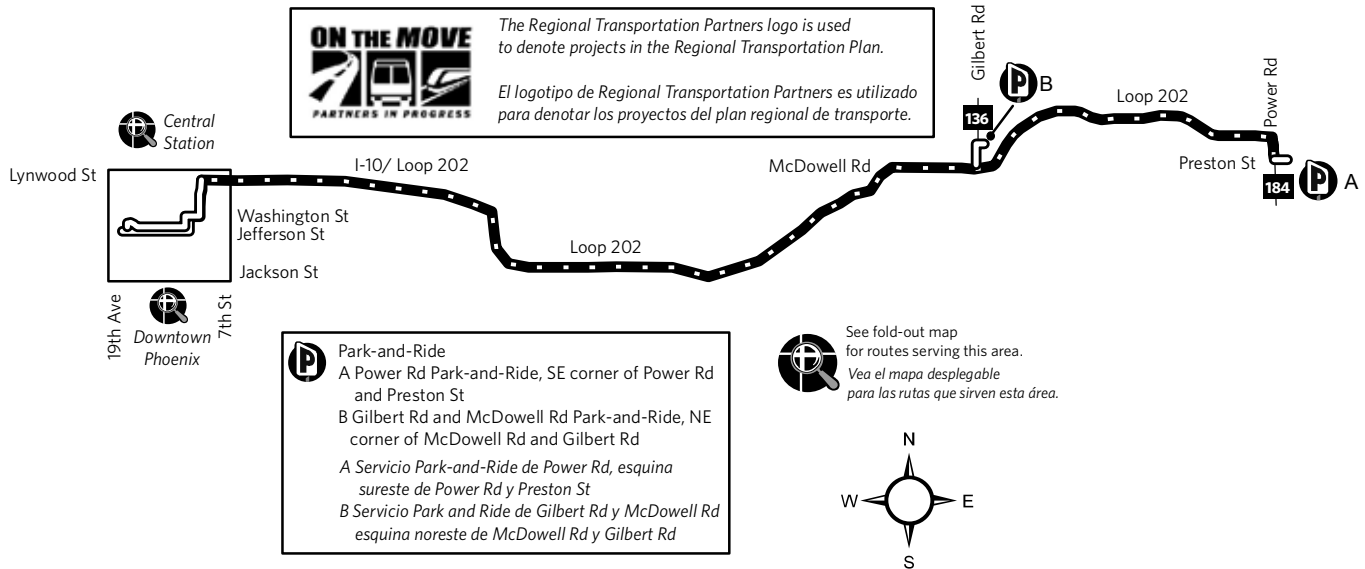 ON THE MOVE
PARTNERS IN PROGRESS
The Regional Transportation Partners logo is used
to denote projects in the Regional Transportation Plan.
El logotipo de Regional Transportation Partners es utilizado
para denotar los proyectos del plan regional de transporte.
Gilbert Rd
P
B
136
Loop 202
Power Rd
Central
Station
Lynwood St
I-10/ Loop 202
McDowell Rd
Preston St
184
P
A
Washington St
Jefferson St
Loop 202
Jackson St
19th Ave
7th St
Downtown
Phoenix
P
Park-and-Ride
A Power Rd Park-and-Ride, SE corner of Power Rd
and Preston St
B Gilbert Rd and McDowell Rd Park-and-Ride, NE
corner of McDowell Rd and Gilbert Rd
A Servicio Park-and-Ride de Power Rd, esquina
sureste de Power Rd y Preston St
B Servicio Park and Ride de Gilbert Rd y McDowell Rd
esquina noreste de McDowell Rd y Gilbert Rd
See fold-out map
for routes serving this area.
Vea el mapa desplegable
para las rutas que sirven esta área.
N
W
E
S